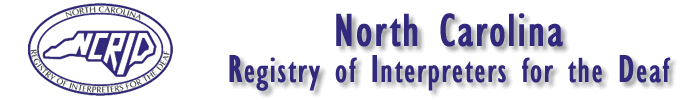 NORTH CAROLINA
NCRID
REGISTRY OF INTERPRETERS FOR THE DEAF
North Carolina
Registry of Interpreters for the Deaf